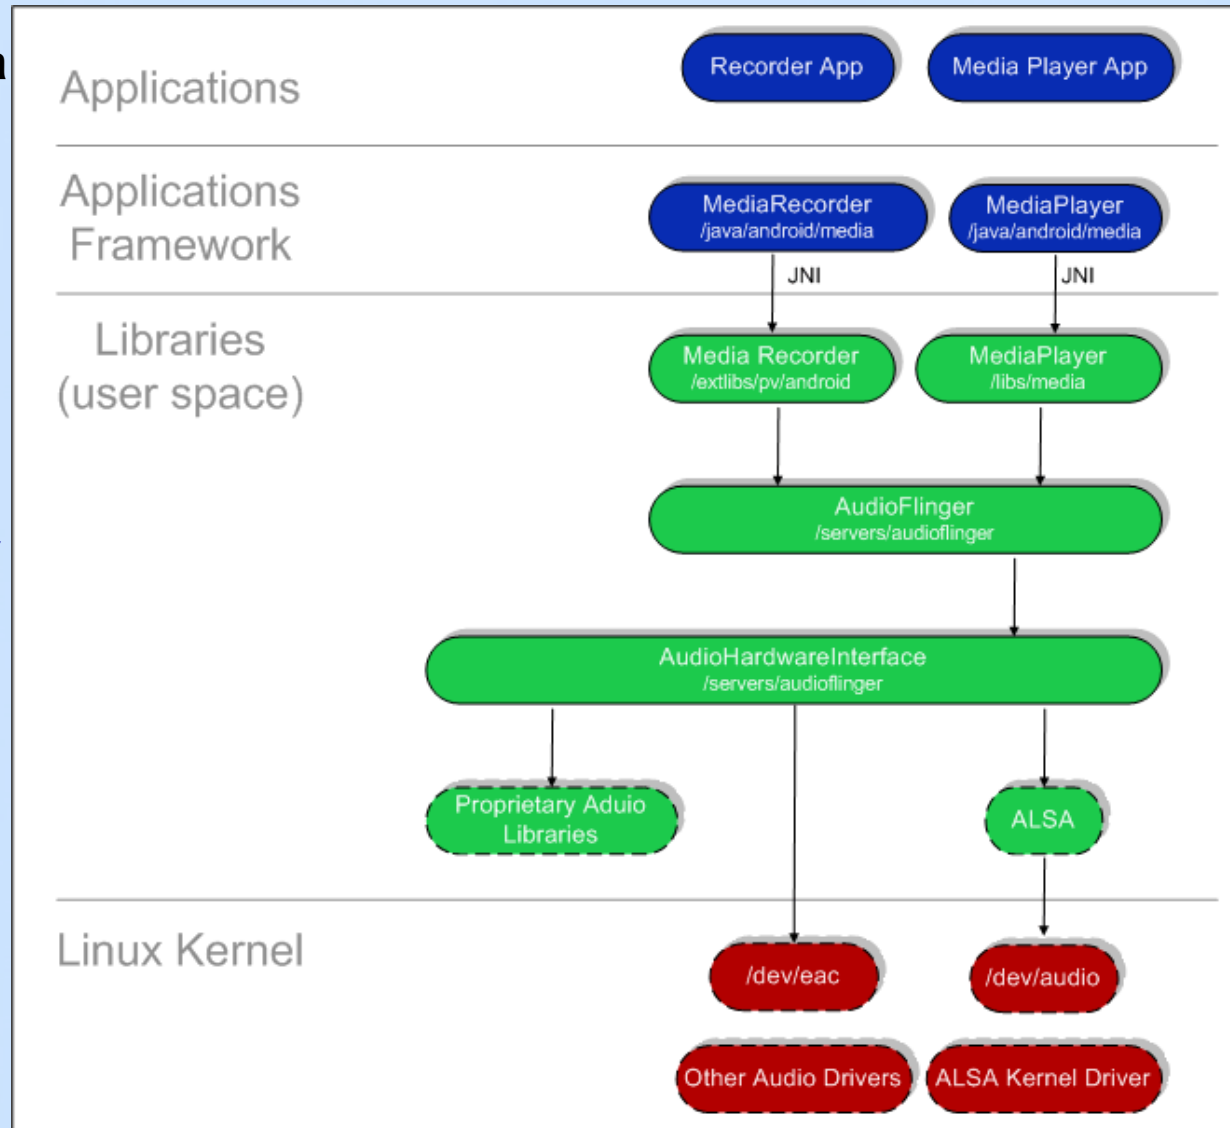 a
Applications
Recorder App
Media Player App
Applications
Framework
MediaRecorder
/java/android/media
MediaPlayer
/java/android/media
JNI
JNI
Libraries
(user space)
Media Recorder
/extlibs/pv/android
MediaPlayer
/libs/media
AudioFlinger
/servers/audioflinger
AudioHardwareInterface
/servers/audioflinger
Proprietary Aduio
Libraries
ALSA
Linux Kernel
/dev/eac
/dev/audio
Other Audio Drivers
ALSA Kernel Driver